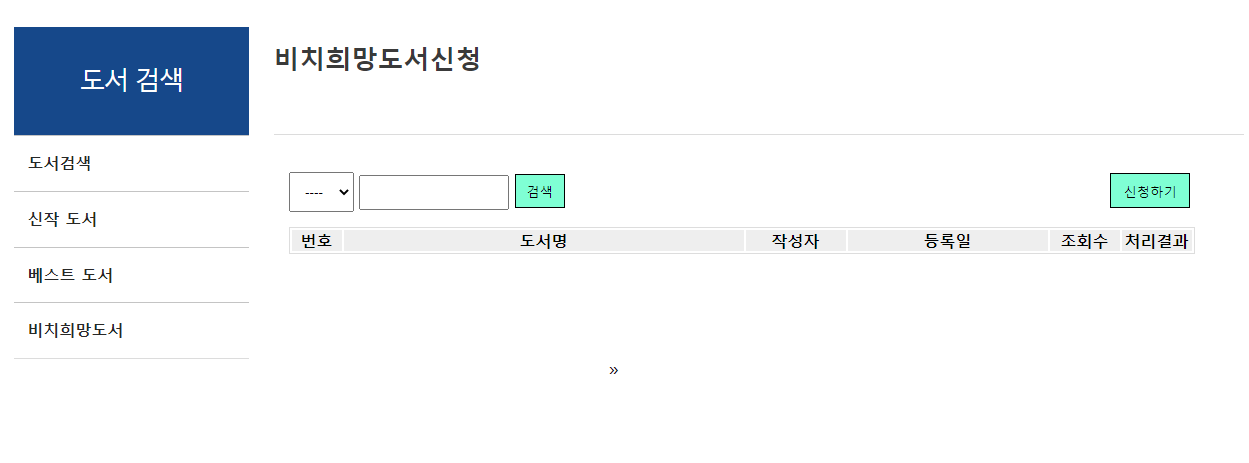 도서 검색
도서검색
신작 도서
베스트 도서
비치희망도서
비치희망도서신청
---- 검색 신청하기
번호 도서명 작성자 등록일 조회수 처리결과
»